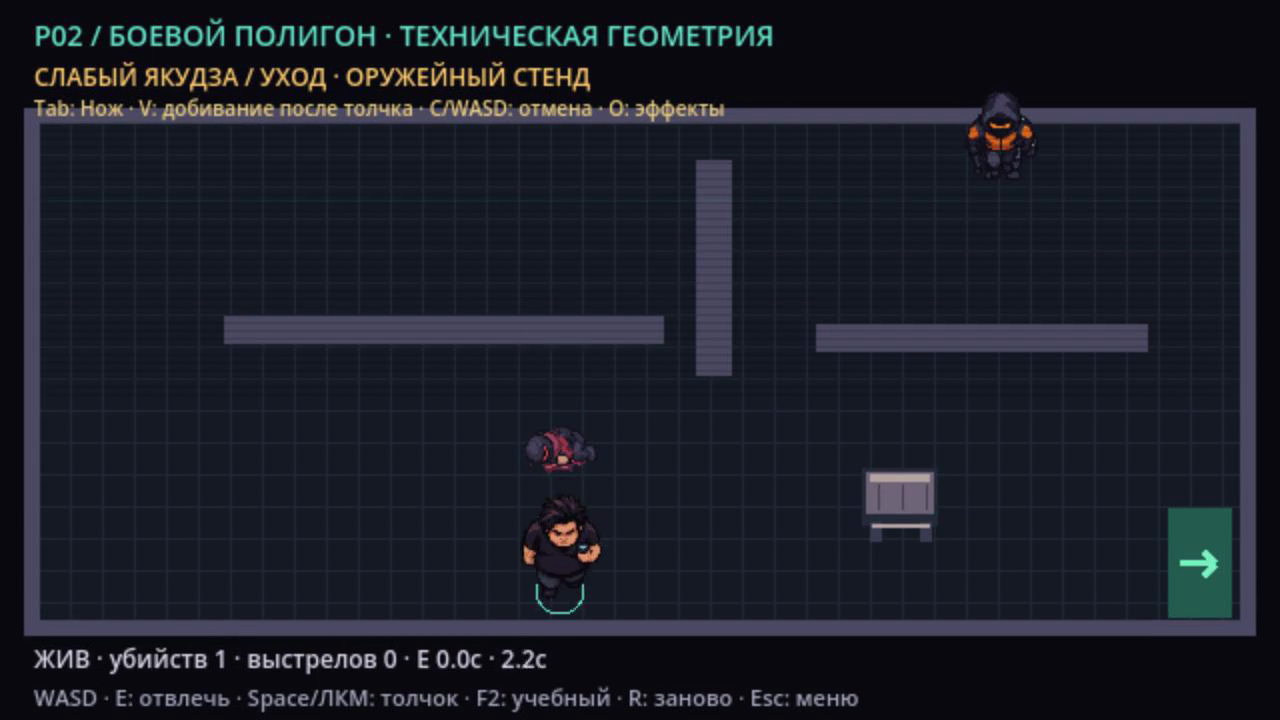 P02 / БОЕВОЙ ПОЛИГОН · ТЕХНИЧЕСКАЯ ГЕОМЕТРИЯ
СЛАБЫЙ ЯКУДЗА / УХОД · ОРУЖЕЙНЫЙ СТЕНД
Tab: Нож · V: добивание после толчка · C/WASD: отмена · O: эффекты
→
ЖИВ · убийств 1 · выстрелов 0 · E 0.0с · 2.2с
WASD · E: отвлечь · Space/ЛКМ: толчок · F2: учебный · R: заново · Esc: меню